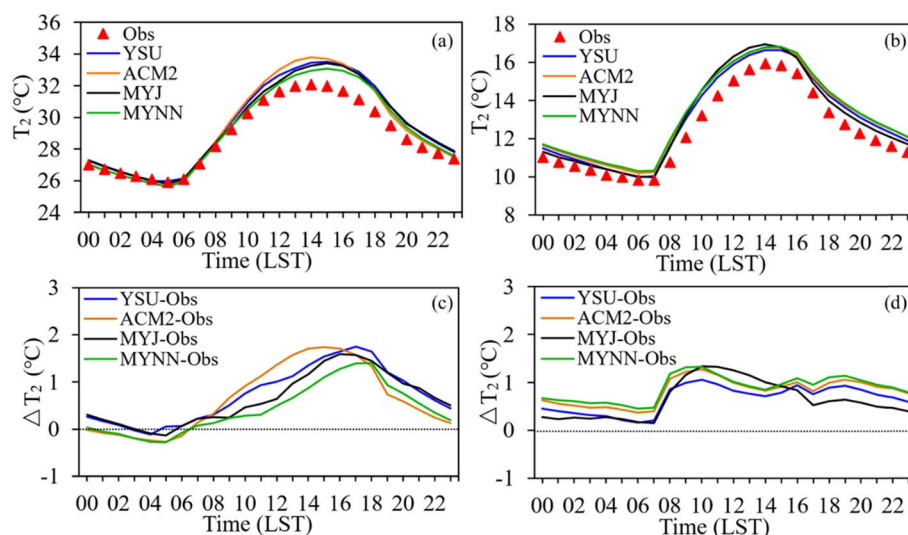 (a)
Obs
YSU
ACM2
MYJ
MYNN
T2 (°C)
36
34
32
30
28
26
24
00 02 04 06 08 10 12 14 16 18 20 22
Time (LST)
(b)
Obs
YSU
ACM2
MYJ
MYNN
T2 (°C)
18
16
14
12
10
8
00 02 04 06 08 10 12 14 16 18 20 22
Time (LST)
(c)
YSU-Obs
ACM2-Obs
MYJ-Obs
MYNN-Obs
△T2 (°C)
3
2
1
0
-1
00 02 04 06 08 10 12 14 16 18 20 22
Time (LST)
(d)
YSU-Obs
ACM2-Obs
MYJ-Obs
MYNN-Obs
△T2 (°C)
3
2
1
0
-1
00 02 04 06 08 10 12 14 16 18 20 22
Time (LST)